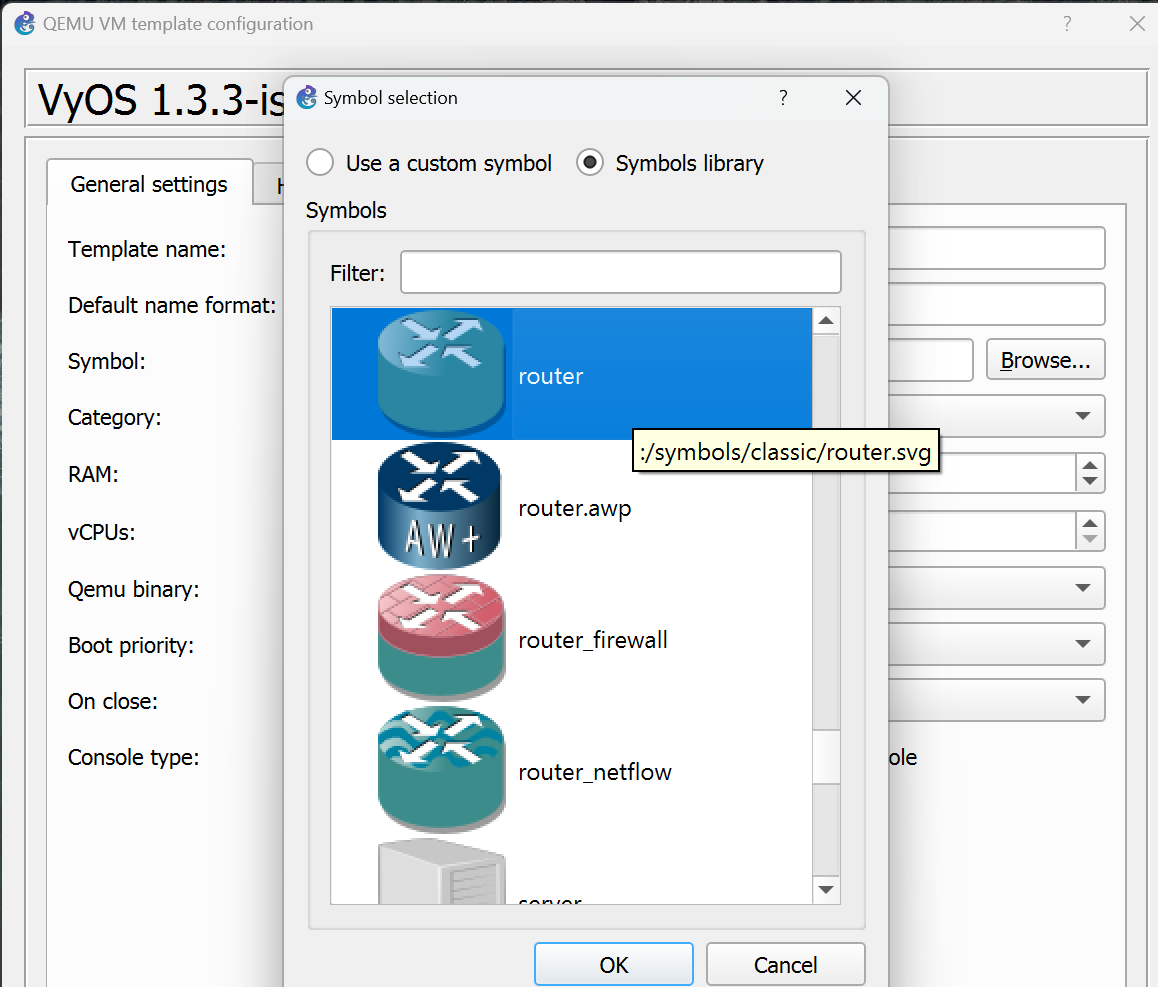 QEMU VM template configuration
VyOS 1.3.3-is
Symbol selection
Use a custom symbol
Symbols library
General settings
Symbols
Template name:
Filter:
Default name format:
Symbol:
Browse...
router
Category:
:/symbols/classic/router.svg
RAM:
router.awp
AW+
vCPUs:
Qemu binary:
router_firewall
Boot priority:
On close:
Console type:
ole
router_netflow
server
OK
Cancel